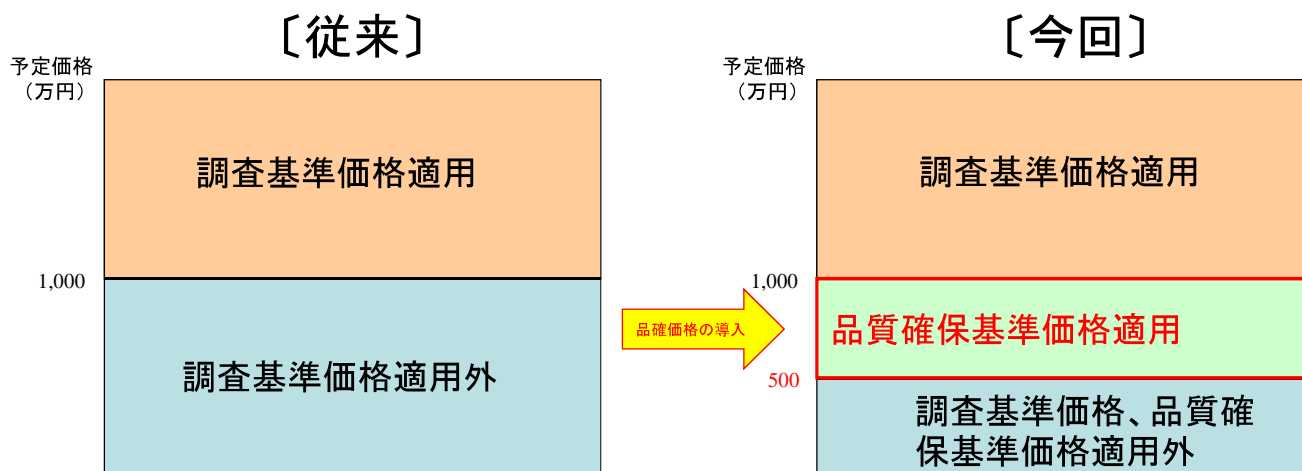 〔従来〕
予定価格
（万円）
調査基準価格適用
1,000
調査基準価格適用外
品確価格の導入
〔今回〕
予定価格
（万円）
調査基準価格適用
1,000
品質確保基準価格適用
500
調査基準価格、品質確
保基準価格適用外